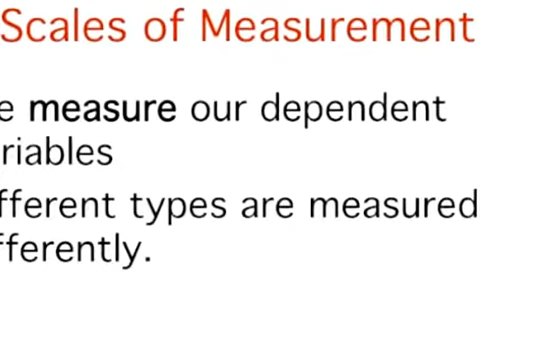 Scales of Measurement
e measure our dependent
riables
fferent types are measured
fferently.